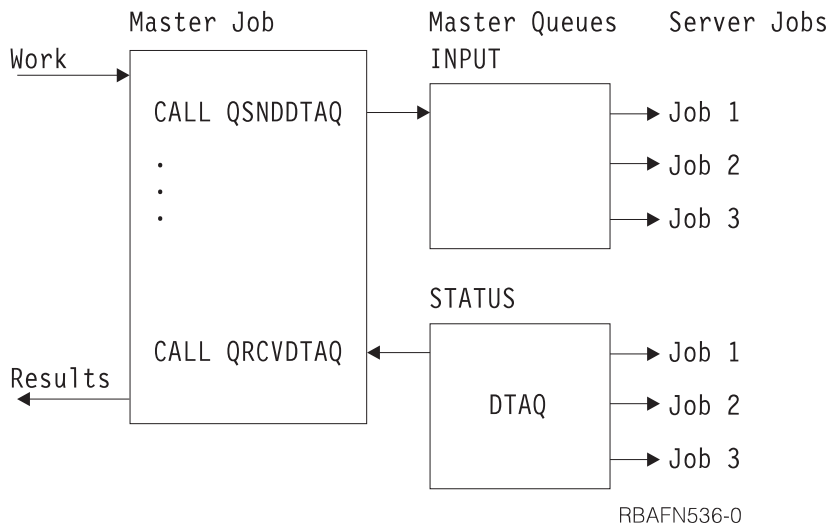 Master Job
Master Queues
Server Jobs
Work
INPUT
CALL QSNDDTAQ
Job 1
Job 2
Job 3
.
.
.
STATUS
CALL QRCVDTAQ
Job 1
Results
DTAQ
Job 2
Job 3
RBAFN536-0